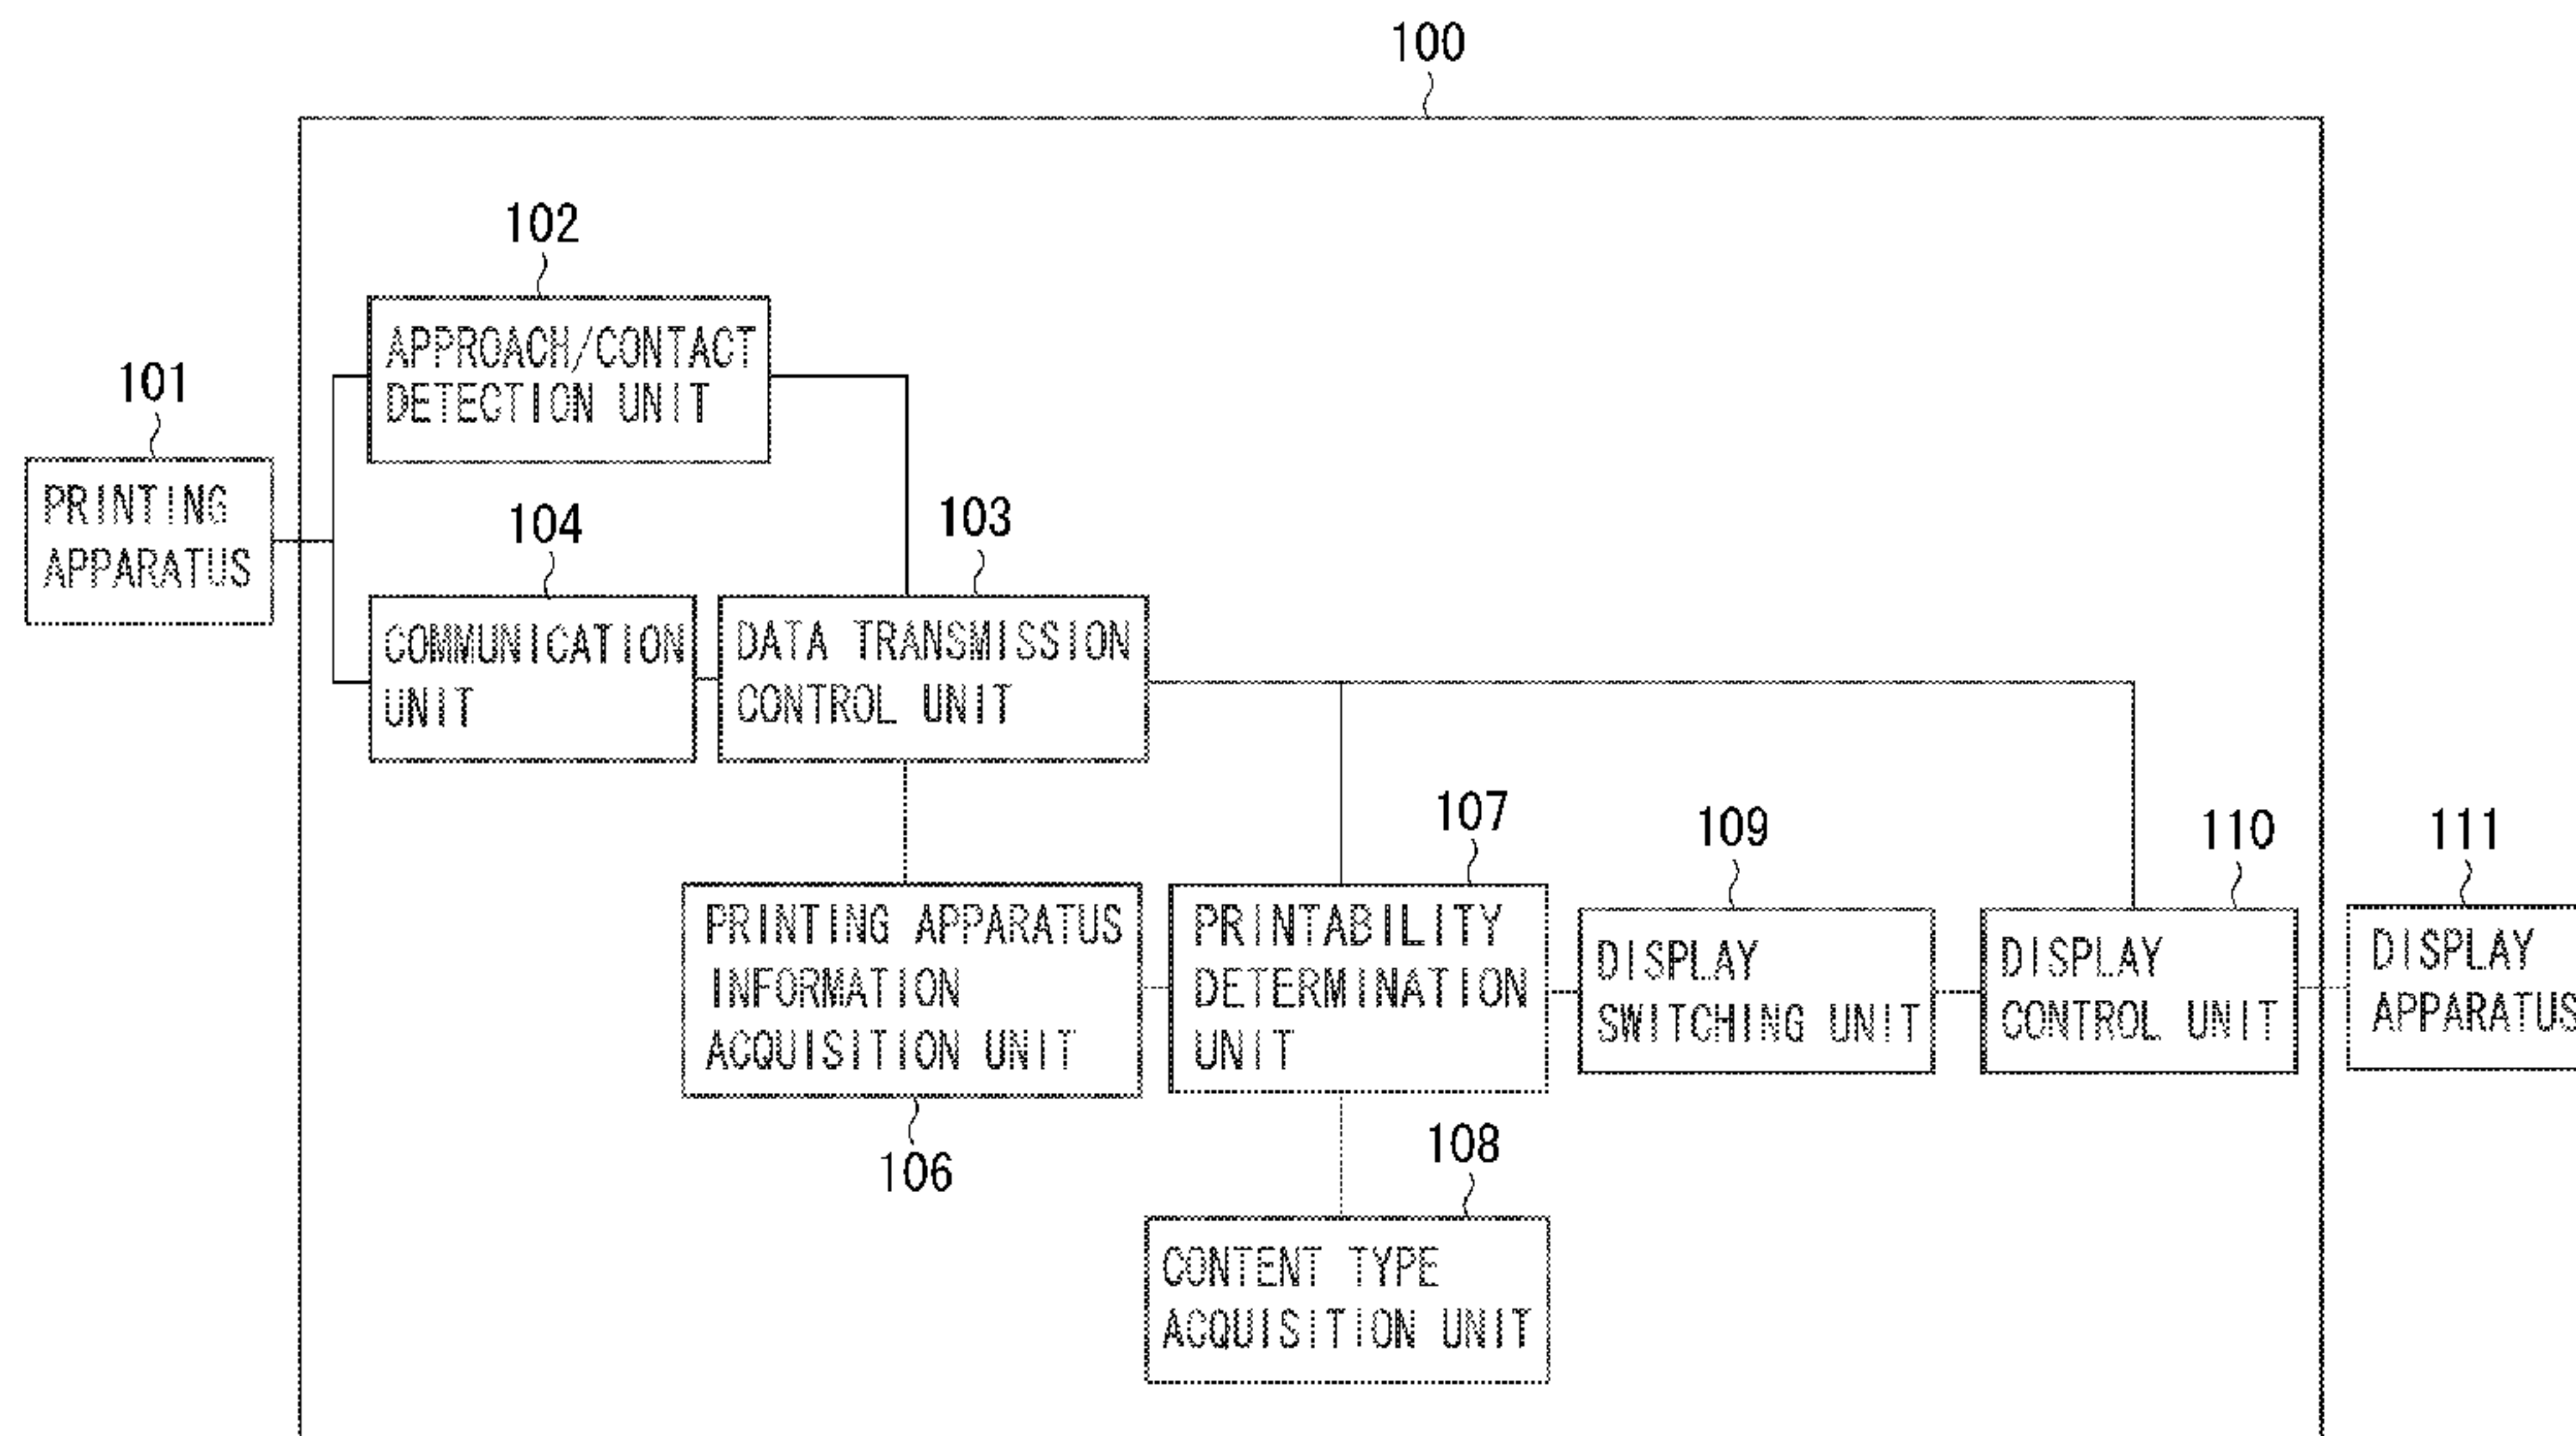 100
102
APPROACH/CONTACT
DETECTION UNIT
101
PRINTING
APPARATUS
104
COMMUNICATION
UNIT
103
DATA TRANSMISSION
CONTROL UNIT
107
109
110
111
PRINTING APPARATUS
INFORMATION
ACQUISITION UNIT
106
PRINTABILITY
DETERMINATION
UNIT
DISPLAY
SWITCHING UNIT
DISPLAY
CONTROL UNIT
DISPLAY
APPARATUS
108
CONTENT TYPE
ACQUISITION UNIT